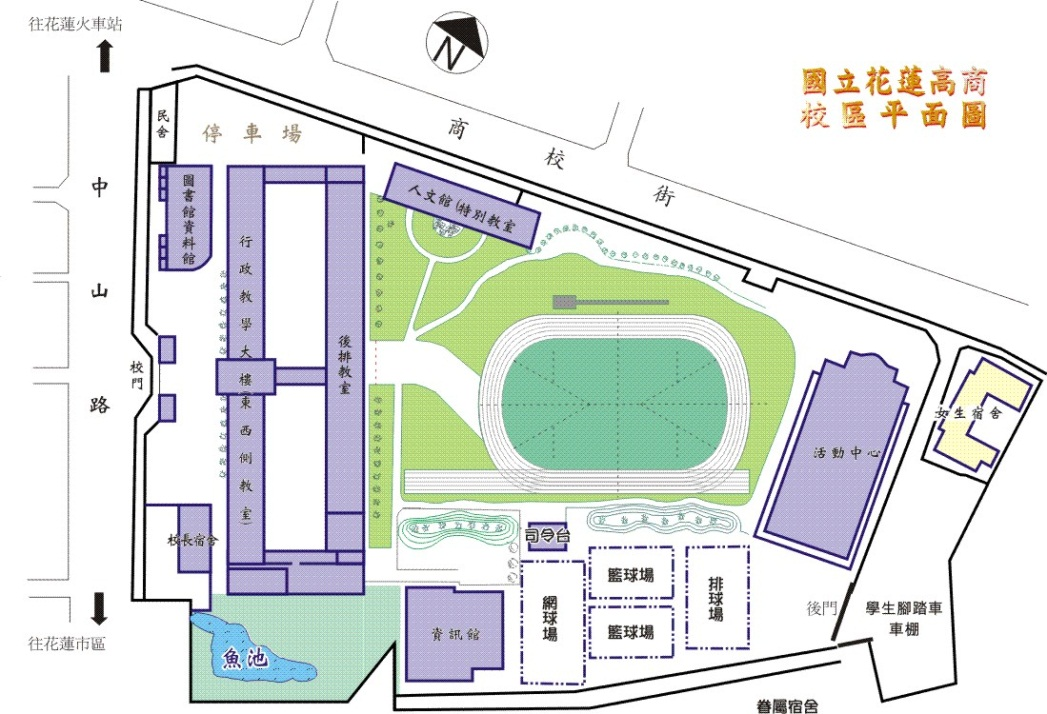 往花蓮火車站
N
國立花蓮高商
校區平面圖
民舍
停車場
商校街
中山路
圖書館資料館
行政教學大樓(東西側教室)
後排教室
人文館(特別教室)
校門
女生宿舍
活動中心
校長宿舍
司令台
籃球場
籃球場
網球場
排球場
後門
學生腳踏車
車棚
資訊館
魚池
往花蓮市區
眷屬宿舍